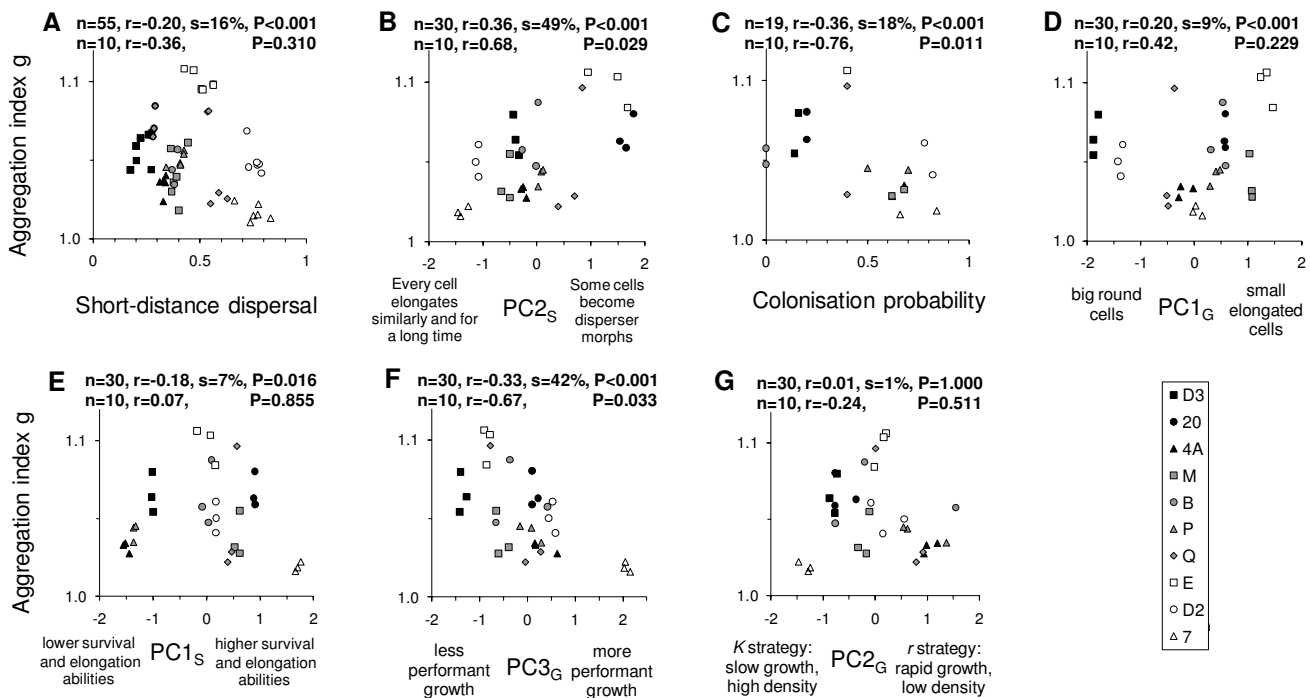 A
n=55, r=-0.20, s=16%, P<0.001
n=10, r=-0.36, P=0.310
Aggregation index g
1.1
1.0
0 0.5 1
Short-distance dispersal
B
n=30, r=0.36, s=49%, P<0.001
n=10, r=0.68, P=0.029
1.1
1
-2 -1 0 1 2
Every cell
elongates
similarly and for
a long time
PC2S
Some cells
become
disperser
morphs
C
n=19, r=-0.36, s=18%, P<0.001
n=10, r=-0.76, P=0.011
1.1
1.0
0 0.5 1
Colonisation probability
D
n=30, r=0.20, s=9%, P<0.001
n=10, r=0.42, P=0.229
1.1
1.0
-2 -1 0 1 2
big round
cells
PC1G
small
elongated
cells
E
n=30, r=-0.18, s=7%, P=0.016
n=10, r=0.07, P=0.855
Aggregation index g
1.1
1.0
-2 -1 0 1 2
lower survival
and elongation
abilities
PC1S
higher survival
and elongation
abilities
F
n=30, r=-0.33, s=42%, P<0.001
n=10, r=-0.67, P=0.033
1.1
1.0
-2 -1 0 1 2
less
performant
growth
PC3G
more
performant
growth
G
n=30, r=0.01, s=1%, P=1.000
n=10, r=-0.24, P=0.511
1.1
1.0
-2 -1 0 1 2
K strategy:
slow growth,
high density
PC2G
r strategy:
rapid growth,
low density
D3
20
4A
M
B
P
Q
E
D2
7